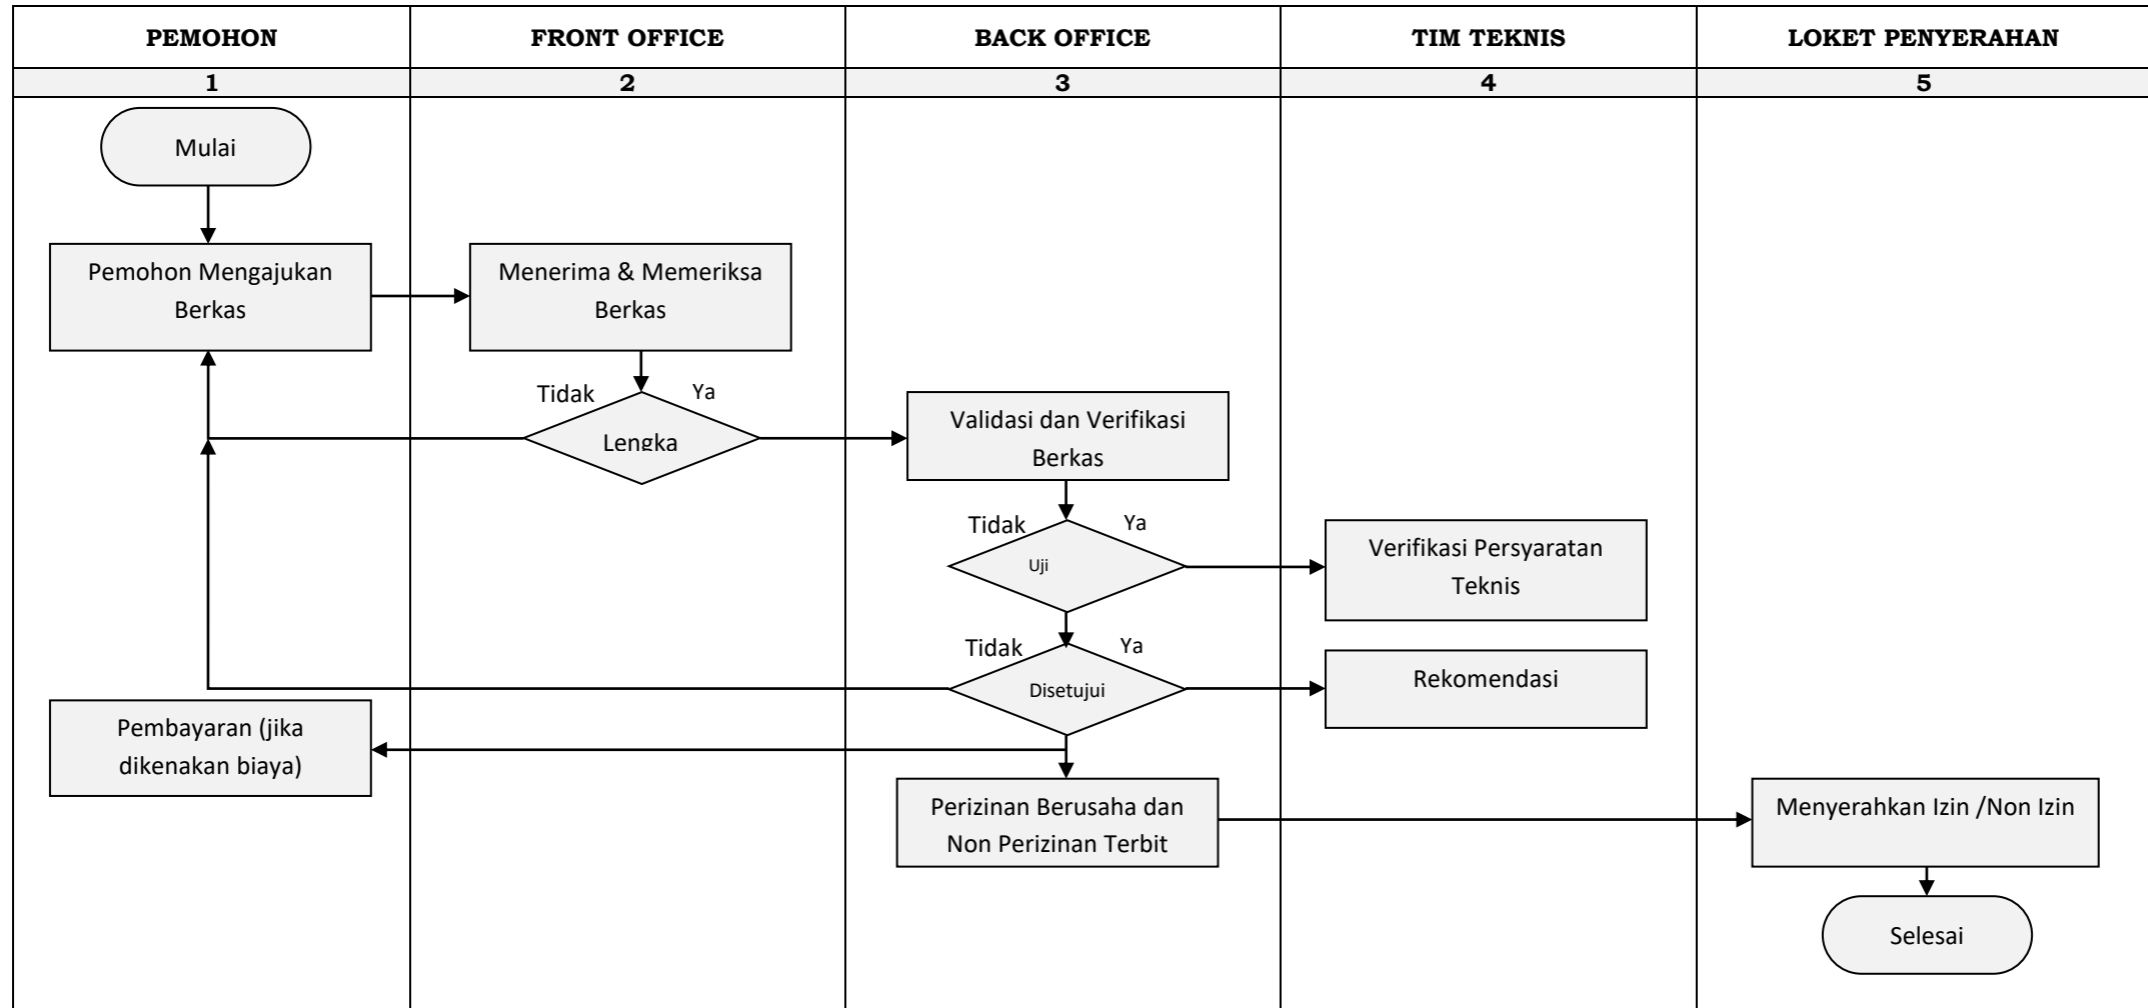 PEMOHON
FRONT OFFICE
BACK OFFICE
TIM TEKNIS
LOKET PENYERAHAN
1
2
3
4
5
Mulai
Pemohon Mengajukan
Berkas
Menerima & Memeriksa
Berkas
Tidak
Ya
Lengka
Validasi dan Verifikasi
Berkas
Tidak
Ya
Uji
Verifikasi Persyaratan
Teknis
Tidak
Ya
Disetujui
Rekomendasi
Pembayaran (jika
dikenakan biaya)
Perizinan Berusaha dan
Non Perizinan Terbit
Menyerahkan Izin /Non Izin
Selesai